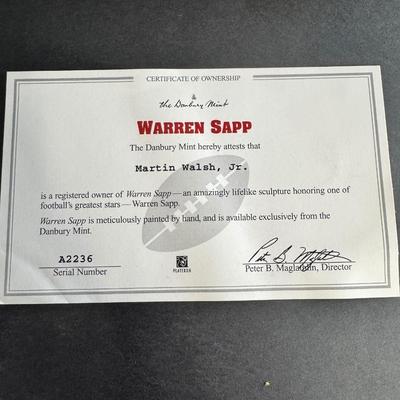 CERTIFICATE OF OWNERSHIP
the Danbury Mint
WARREN SAPP
The Danbury Mint hereby attests that
Martin Walsh, Jr.
is a registered owner of Warren Sapp — an amazingly lifelike sculpture honoring one of
football's greatest stars — Warren Sapp.
Warren Sapp is meticulously painted by hand, and is available exclusively from the
Danbury Mint.
A2236
Serial Number
PLAYERS INC
Peter B. Maglathlin, Director